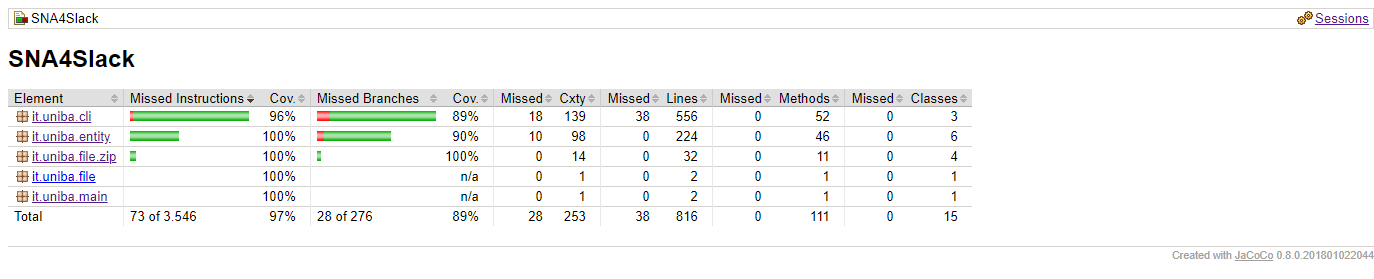 SNA4Slack Sessions
SNA4Slack
Element Missed Instructions Cov. Missed Branches Cov. Missed Cxty Missed Lines Missed Methods Missed Classes
it.uniba.cli 96% 89% 18 139 38 556 0 52 0 3
it.uniba.entity 100% 90% 10 98 0 224 0 46 0 6
it.uniba.file.zip 100% 100% 0 14 0 32 0 11 0 4
it.uniba.file 100% n/a 0 1 0 2 0 1 0 1
it.uniba.main 100% n/a 0 1 0 2 0 1 0 1
Total 73 of 3.546 97% 28 of 276 89% 28 253 38 816 0 111 0 15
Created with JaCoCo 0.8.0.201801022044